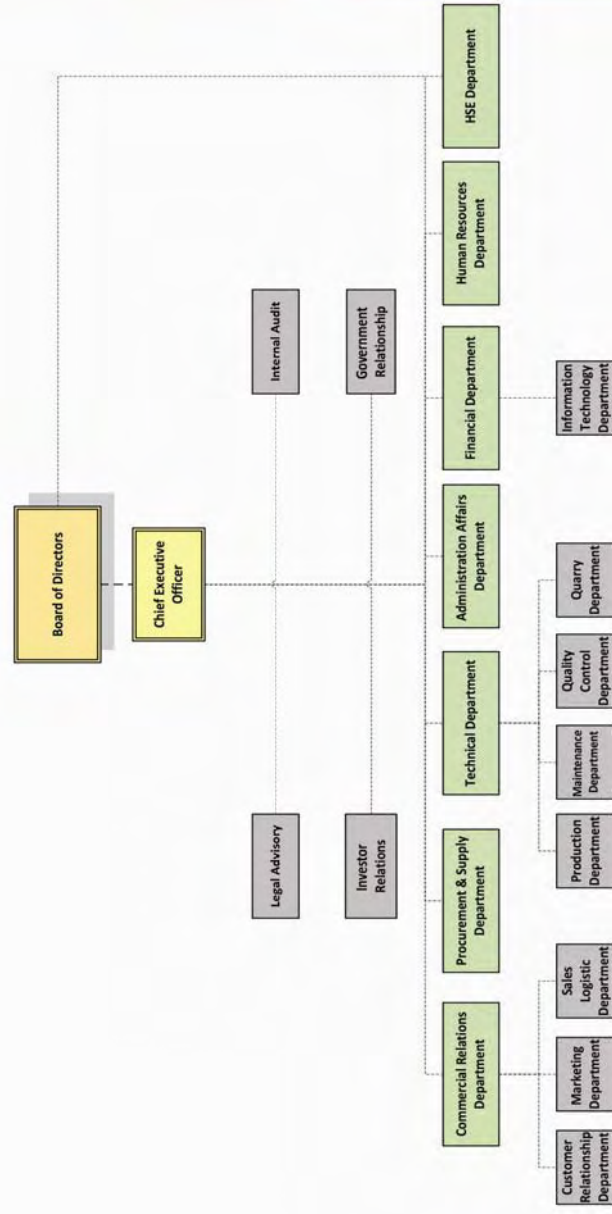 Board of Directors
Chief Executive
Officer
Legal Advisory
Internal Audit
Investor
Relations
Government
Relationship
Commercial Relations
Department
Procurement & Supply
Department
Technical Department
Administration Affairs
Department
Financial Department
Human Resources
Department
HSE Department
Customer
Relationship
Department
Marketing
Department
Sales
Logistic
Department
Production
Department
Maintenance
Department
Quality
Control
Department
Quarry
Department
Information
Technology
Department